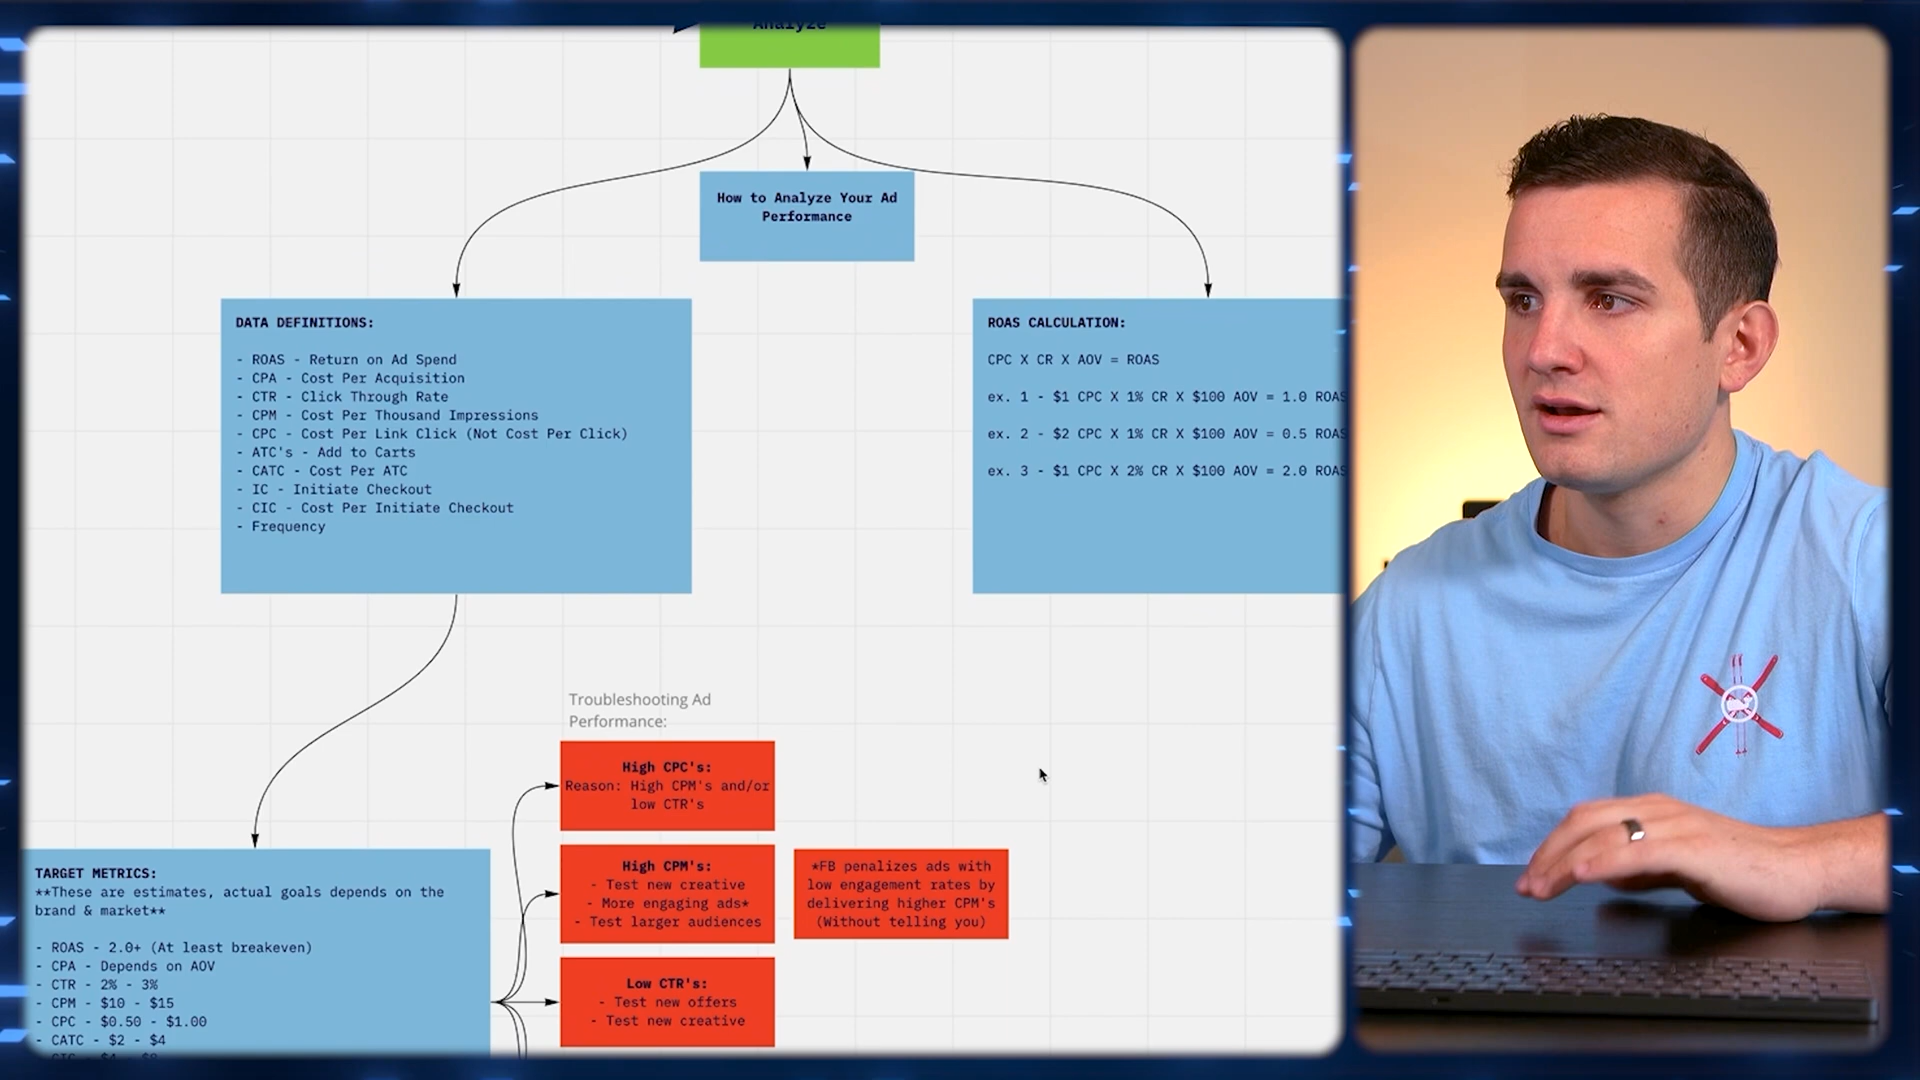 Analyze
How to Analyze Your Ad
Performance
DATA DEFINITIONS:
- ROAS - Return on Ad Spend
- CPA - Cost Per Acquisition
- CTR - Click Through Rate
- CPM - Cost Per Thousand Impressions
- CPC - Cost Per Link Click (Not Cost Per Click)
- ATC's - Add to Carts
- CATC - Cost Per ATC
- IC - Initiate Checkout
- CIC - Cost Per Initiate Checkout
- Frequency
ROAS CALCULATION:
CPC X CR X AOV = ROAS
ex. 1 - $1 CPC X 1% CR X $100 AOV = 1.0 ROAS
ex. 2 - $2 CPC X 1% CR X $100 AOV = 0.5 ROAS
ex. 3 - $1 CPC X 2% CR X $100 AOV = 2.0 ROAS
Troubleshooting Ad
Performance:
High CPC's:
Reason: High CPM's and/or
low CTR's
High CPM's:
- Test new creative
- More engaging ads*
- Test larger audiences
*FB penalizes ads with
low engagement rates by
delivering higher CPM's
(Without telling you)
Low CTR's:
- Test new offers
- Test new creative
TARGET METRICS:
**These are estimates, actual goals depends on the
brand & market**
- ROAS - 2.0+ (At least breakeven)
- CPA - Depends on AOV
- CTR - 2% - 3%
- CPM - $10 - $15
- CPC - $0.50 - $1.00
- CATC - $2 - $4